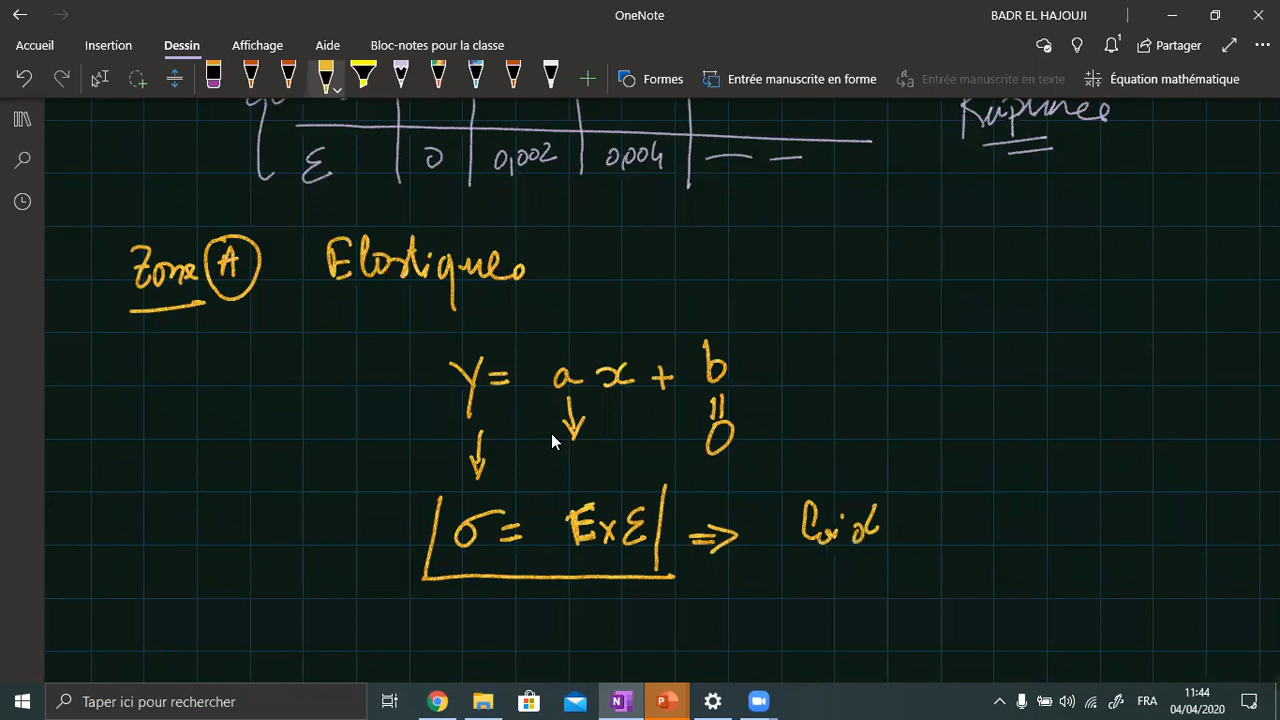 OneNote BADR EL HAJOUJI
Accueil Insertion Dessin Affichage Aide Bloc-notes pour la classe Partager
Formes Entrée manuscrite en forme Entrée manuscrite en texte Équation mathématique
ε 0 0,002 0,004 — —
Zone A Elastiques
Y = a x + b
0
σ = E x ε ⇒ Loi d
Taper ici pour rechercher
FRA
11:44
04/04/2020